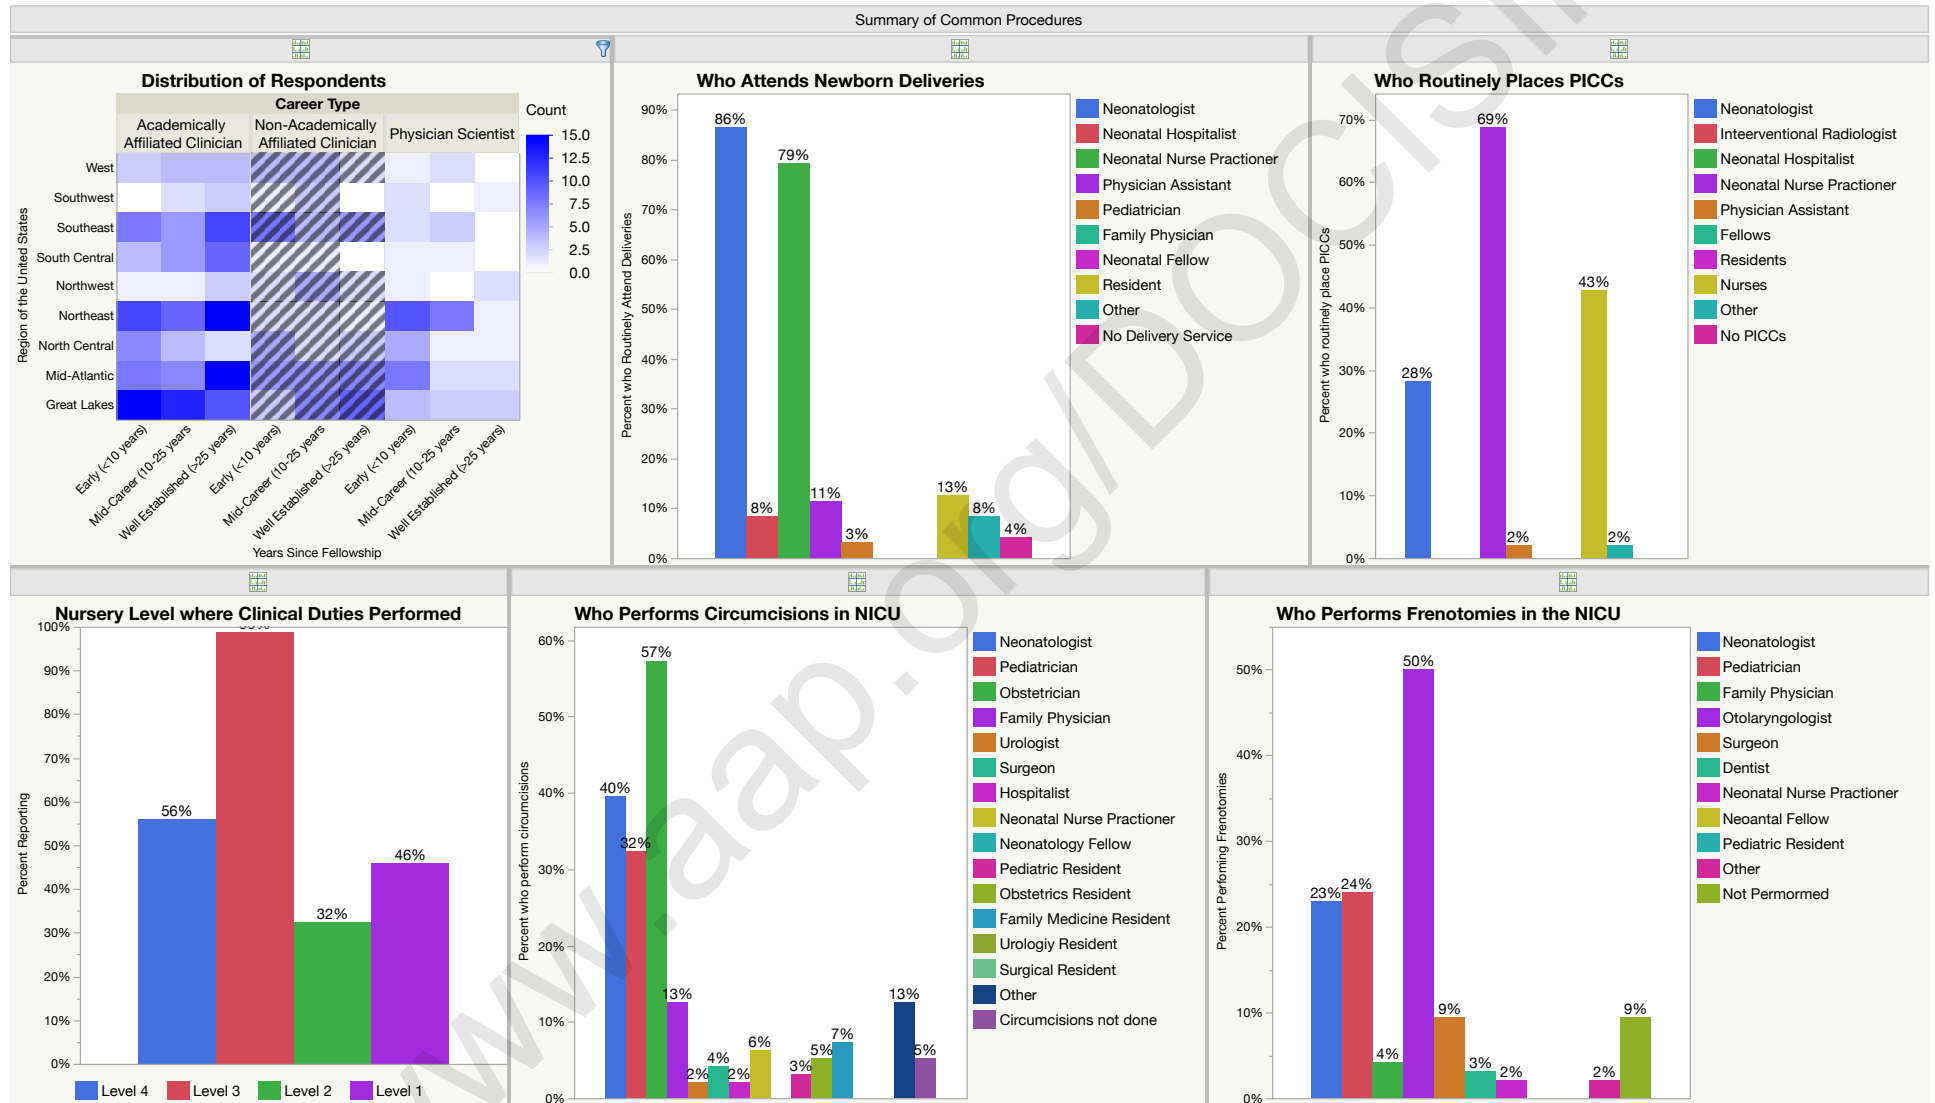 Summary of Common Procedures
Distribution of Respondents
Career Type
Academically
Affiliated Clinician
Non-Academically
Affiliated Clinician
Physician Scientist
Count
15.0
12.5
10.0
7.5
5.0
2.5
0.0
Region of the United States
West
Southwest
Southeast
South Central
Northwest
Northeast
North Central
Mid-Atlantic
Great Lakes
Early (<10 years)
Mid-Career (10-25 years
Well Established (>25 years)
Early (<10 years)
Mid-Career (10-25 years
Well Established (>25 years)
Early (<10 years)
Mid-Career (10-25 years
Well Established (>25 years)
Years Since Fellowship
Who Attends Newborn Deliveries
Percent who Routinely Attend Deliveries
90%
80%
70%
60%
50%
40%
30%
20%
10%
0%
86%
8%
79%
11%
3%
13%
8%
4%
Neonatologist
Neonatal Hospitalist
Neonatal Nurse Practioner
Physician Assistant
Pediatrician
Family Physician
Neonatal Fellow
Resident
Other
No Delivery Service
Who Routinely Places PICCs
Percent who routinely place PICCs
70%
60%
50%
40%
30%
20%
10%
0%
28%
69%
2%
43%
2%
Neonatologist
Inteerventional Radiologist
Neonatal Hospitalist
Neonatal Nurse Practioner
Physician Assistant
Fellows
Residents
Nurses
Other
No PICCs
Nursery Level where Clinical Duties Performed
Percent Reporting
100%
90%
80%
70%
60%
50%
40%
30%
20%
10%
0%
56%
32%
46%
Level 4
Level 3
Level 2
Level 1
Who Performs Circumcisions in NICU
Percent who perform circumcisions
60%
50%
40%
30%
20%
10%
0%
40%
32%
57%
13%
2%
4%
2%
6%
3%
5%
7%
13%
5%
Neonatologist
Pediatrician
Obstetrician
Family Physician
Urologist
Surgeon
Hospitalist
Neonatal Nurse Practioner
Neonatology Fellow
Pediatric Resident
Obstetrics Resident
Family Medicine Resident
Urologiy Resident
Surgical Resident
Other
Circumcisions not done
Who Performs Frenotomies in the NICU
Percent Performing Frenotomies
50%
40%
30%
20%
10%
0%
23%
24%
4%
50%
9%
3%
2%
2%
9%
Neonatologist
Pediatrician
Family Physician
Otolaryngologist
Surgeon
Dentist
Neonatal Nurse Practioner
Neoantal Fellow
Pediatric Resident
Other
Not Permormed
www.aap.org/DOCISIn